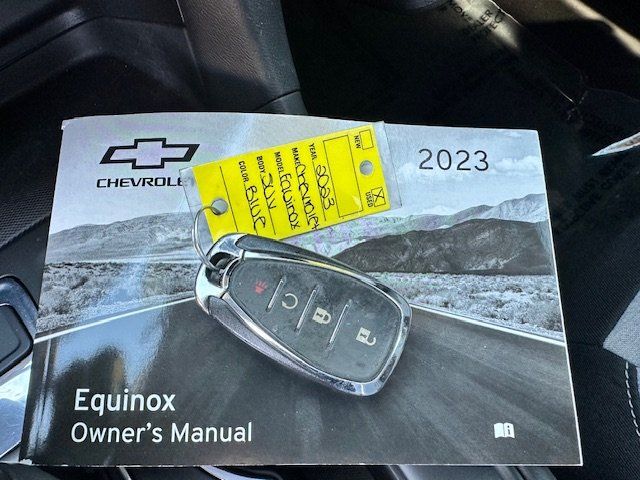 CHEVROLET
2023
NEW
USED
YEAR 2023
MAKE Chevrolet
MODEL Equinox
BODY SUV
COLOR Blue
Equinox
Owner's Manual